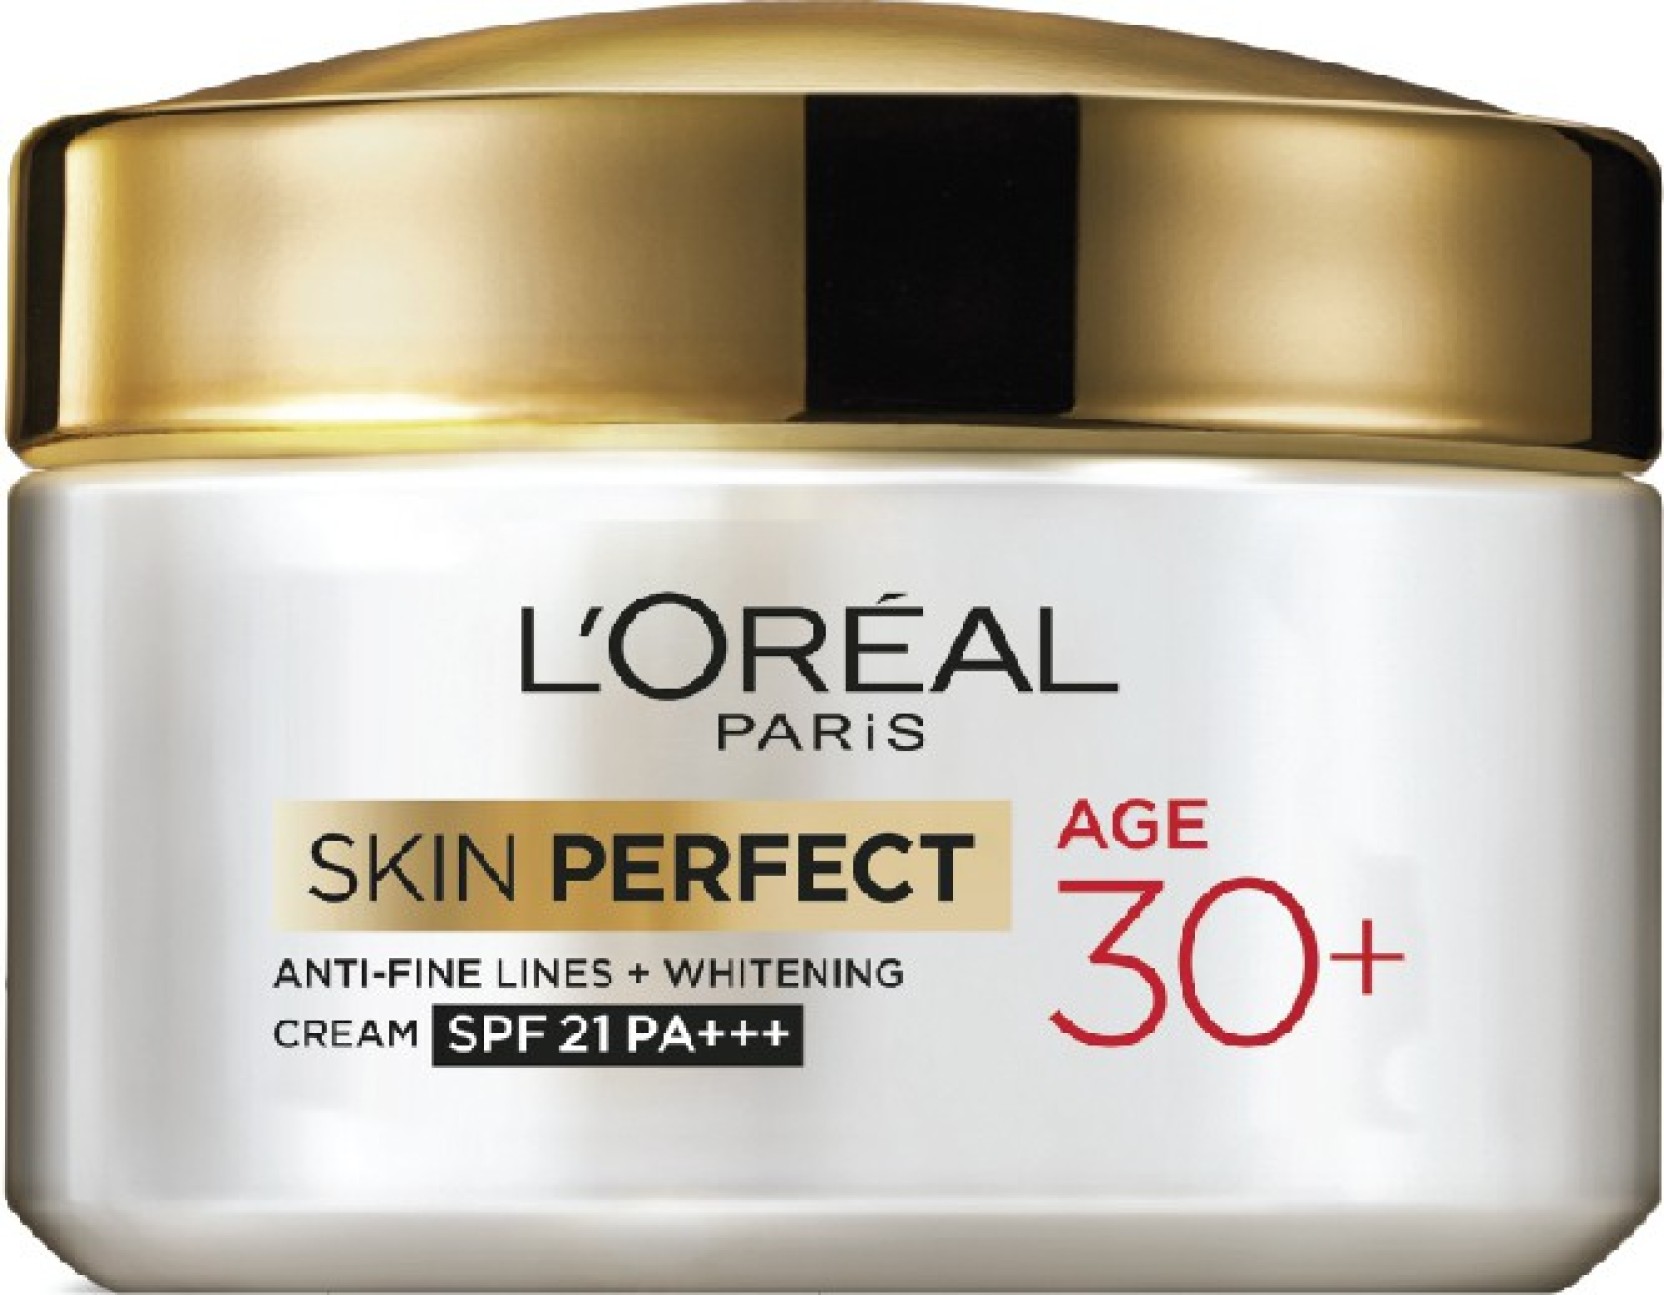 L'ORÉAL
PARiS
SKIN PERFECT
AGE
30+
ANTI-FINE LINES + WHITENING
CREAM SPF 21 PA+++